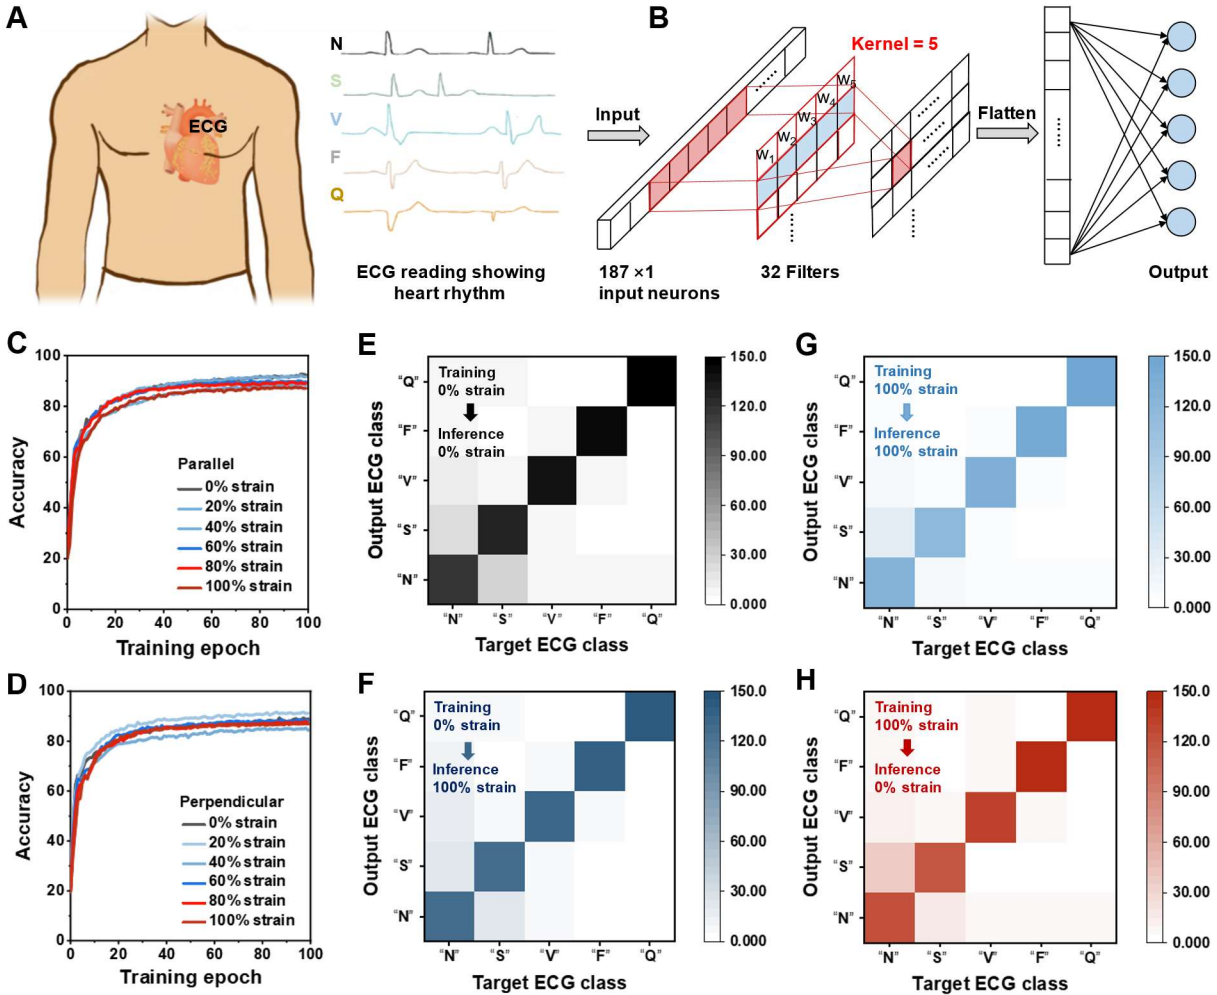 A
ECG
N
S
V
F
Q
ECG reading showing
heart rhythm
B
Input
Kernel = 5
W1
W2
W3
W4
W5
187 ×1
input neurons
32 Filters
Flatten
Output
C
Accuracy
100
80
60
40
20
0
Parallel
0% strain
20% strain
40% strain
60% strain
80% strain
100% strain
0 20 40 60 80 100
Training epoch
D
Accuracy
100
80
60
40
20
0
Perpendicular
0% strain
20% strain
40% strain
60% strain
80% strain
100% strain
0 20 40 60 80 100
Training epoch
E
Output ECG class
“Q”
“F”
“V”
“S”
“N”
Training
0% strain
Inference
0% strain
“N” “S” “V” “F” “Q”
Target ECG class
150.0
120.0
90.00
60.00
30.00
0.000
F
Output ECG class
“Q”
“F”
“V”
“S”
“N”
Training
0% strain
Inference
100% strain
“N” “S” “V” “F” “Q”
Target ECG class
150.0
120.0
90.00
60.00
30.00
0.000
G
Output ECG class
“Q”
“F”
“V”
“S”
“N”
Training
100% strain
Inference
100% strain
“N” “S” “V” “F” “Q”
Target ECG class
150.0
120.0
90.00
60.00
30.00
0.000
H
Output ECG class
“Q”
“F”
“V”
“S”
“N”
Training
100% strain
Inference
0% strain
“N” “S” “V” “F” “Q”
Target ECG class
150.0
120.0
90.00
60.00
30.00
0.000